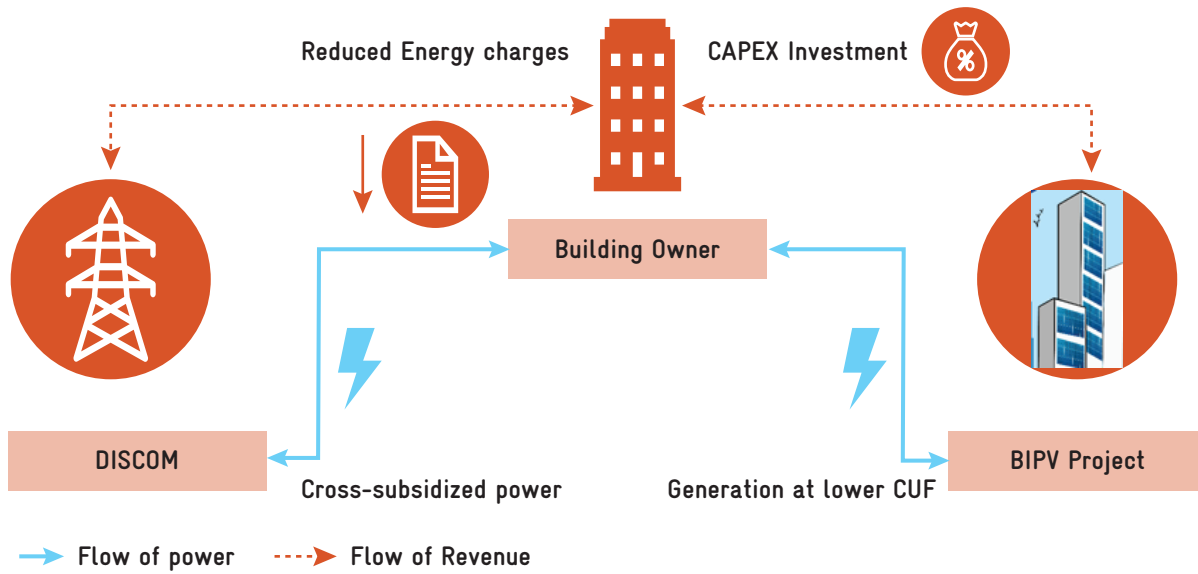 Reduced Energy charges
CAPEX Investment
%
Building Owner
DISCOM
BIPV Project
Cross-subsidized power
Generation at lower CUF
Flow of power
Flow of Revenue